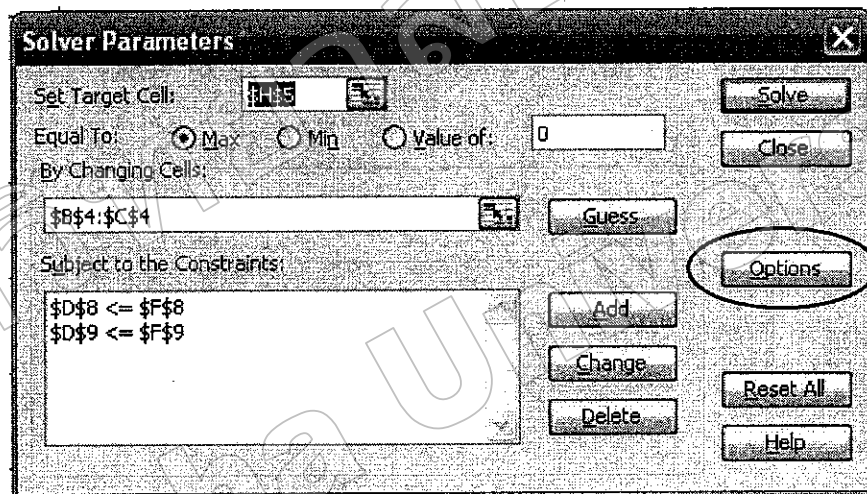 Solver Parameters
Set Target Cell: $H$5 Solve
Equal To: Max Min Value of: 0 Close
By Changing Cells:
$B$4:$C$4 Guess
Subject to the Constraints: Options
$D$8 <= $F$8 Add
$D$9 <= $F$9
Change
Reset All
Delete
Help